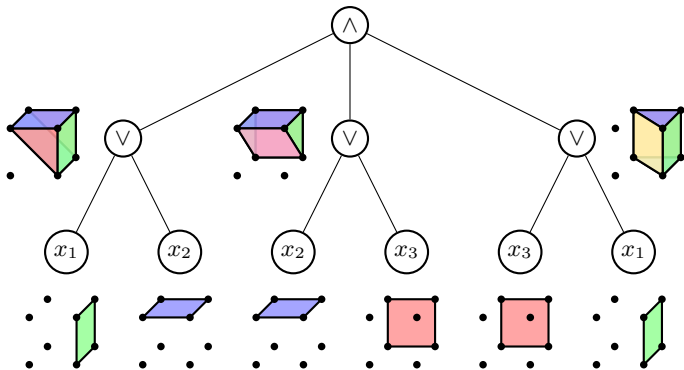 ∧
∨ ∨ ∨
x₁ x₂ x₂ x₃ x₃ x₁